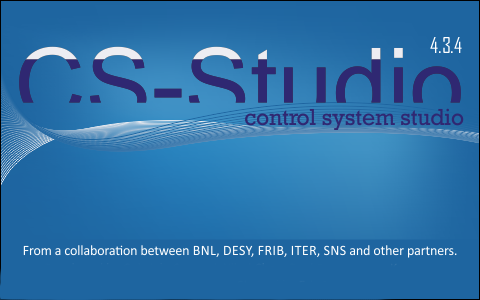 4.3.4
CS-Studio
control system studio
From a collaboration between BNL, DESY, FRIB, ITER, SNS and other partners.